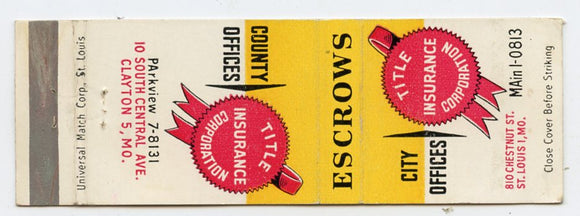 COUNTY
OFFICES
TITLE
INSURANCE
CORPORATION
PArkview 7-8131
10 SOUTH CENTRAL AVE.
CLAYTON 5, MO.
Universal Match Corp., St. Louis
ESCROWS
TITLE
INSURANCE
CORPORATION
CITY
OFFICES
MAin 1-0813
810 CHESTNUT ST.
ST. LOUIS 1, MO.
Close Cover Before Striking